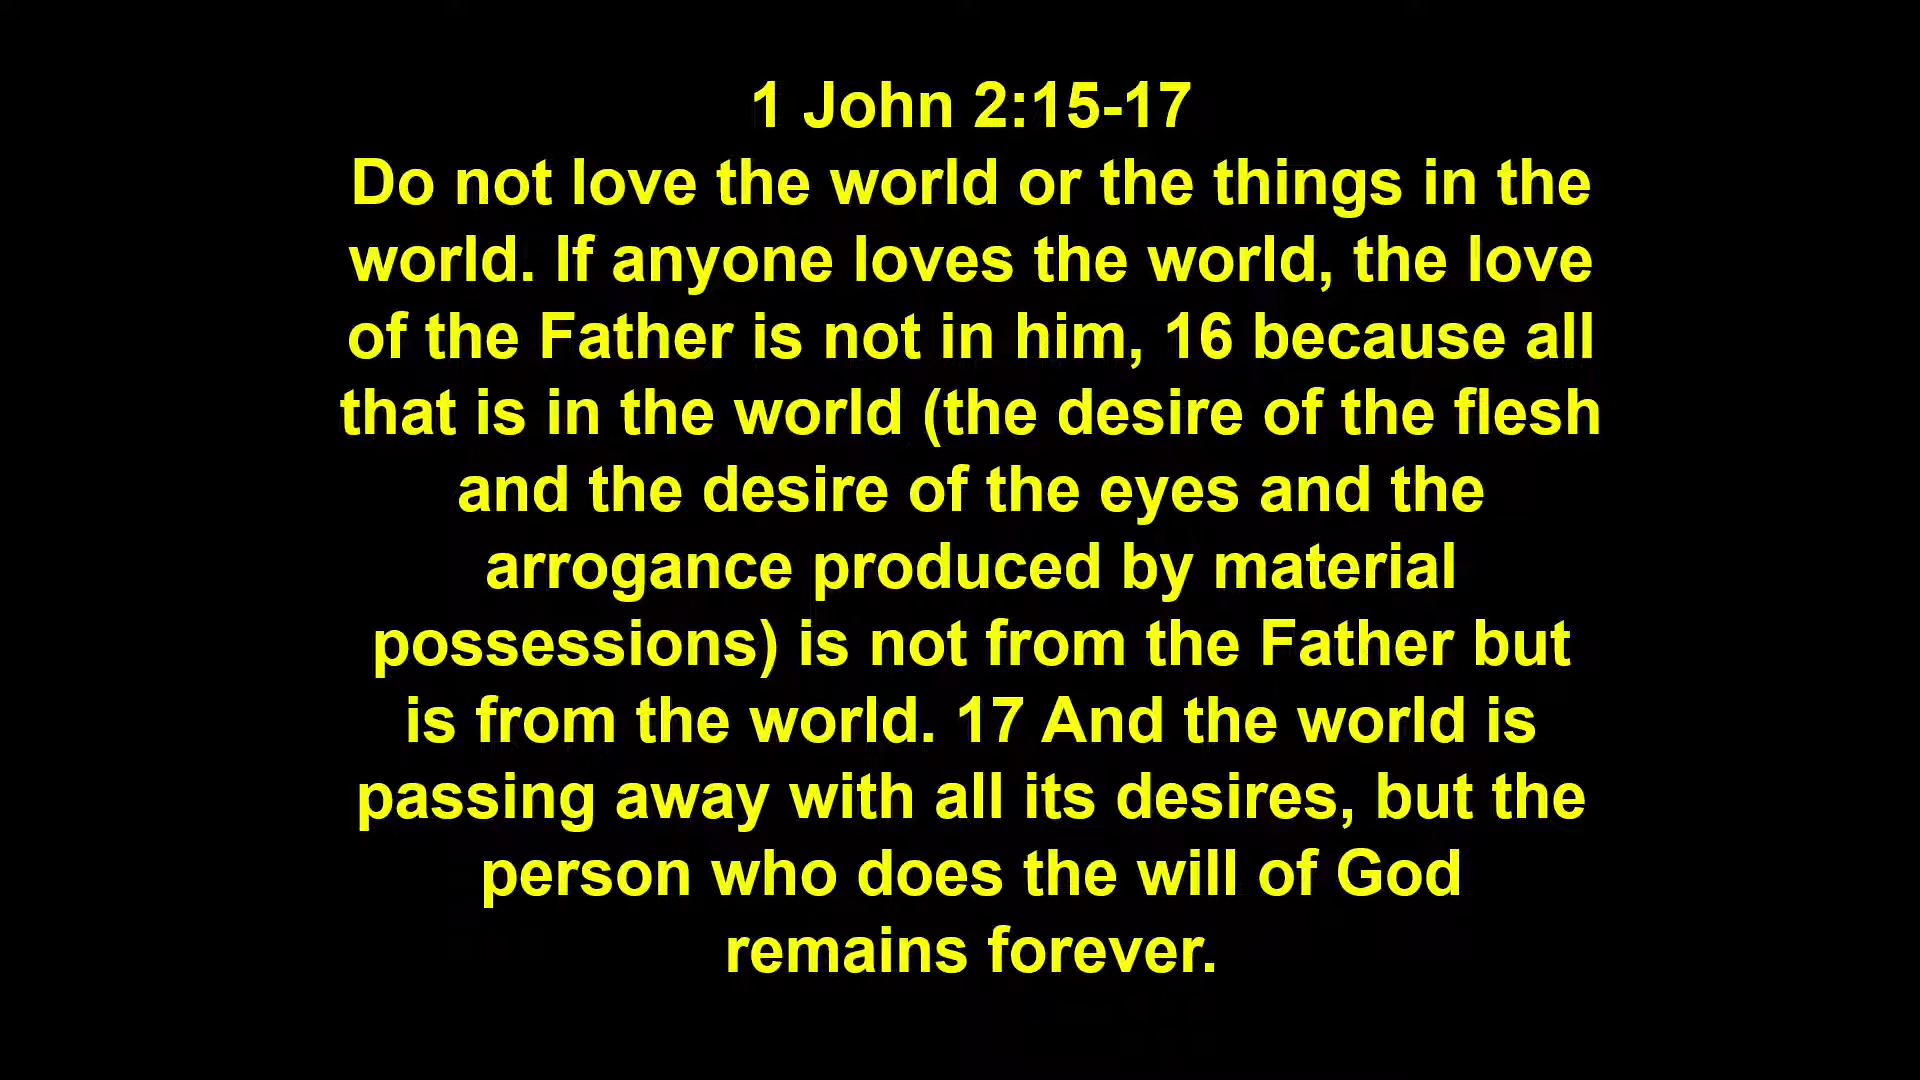 1 John 2:15-17
Do not love the world or the things in the
world. If anyone loves the world, the love
of the Father is not in him, 16 because all
that is in the world (the desire of the flesh
and the desire of the eyes and the
arrogance produced by material
possessions) is not from the Father but
is from the world. 17 And the world is
passing away with all its desires, but the
person who does the will of God
remains forever.